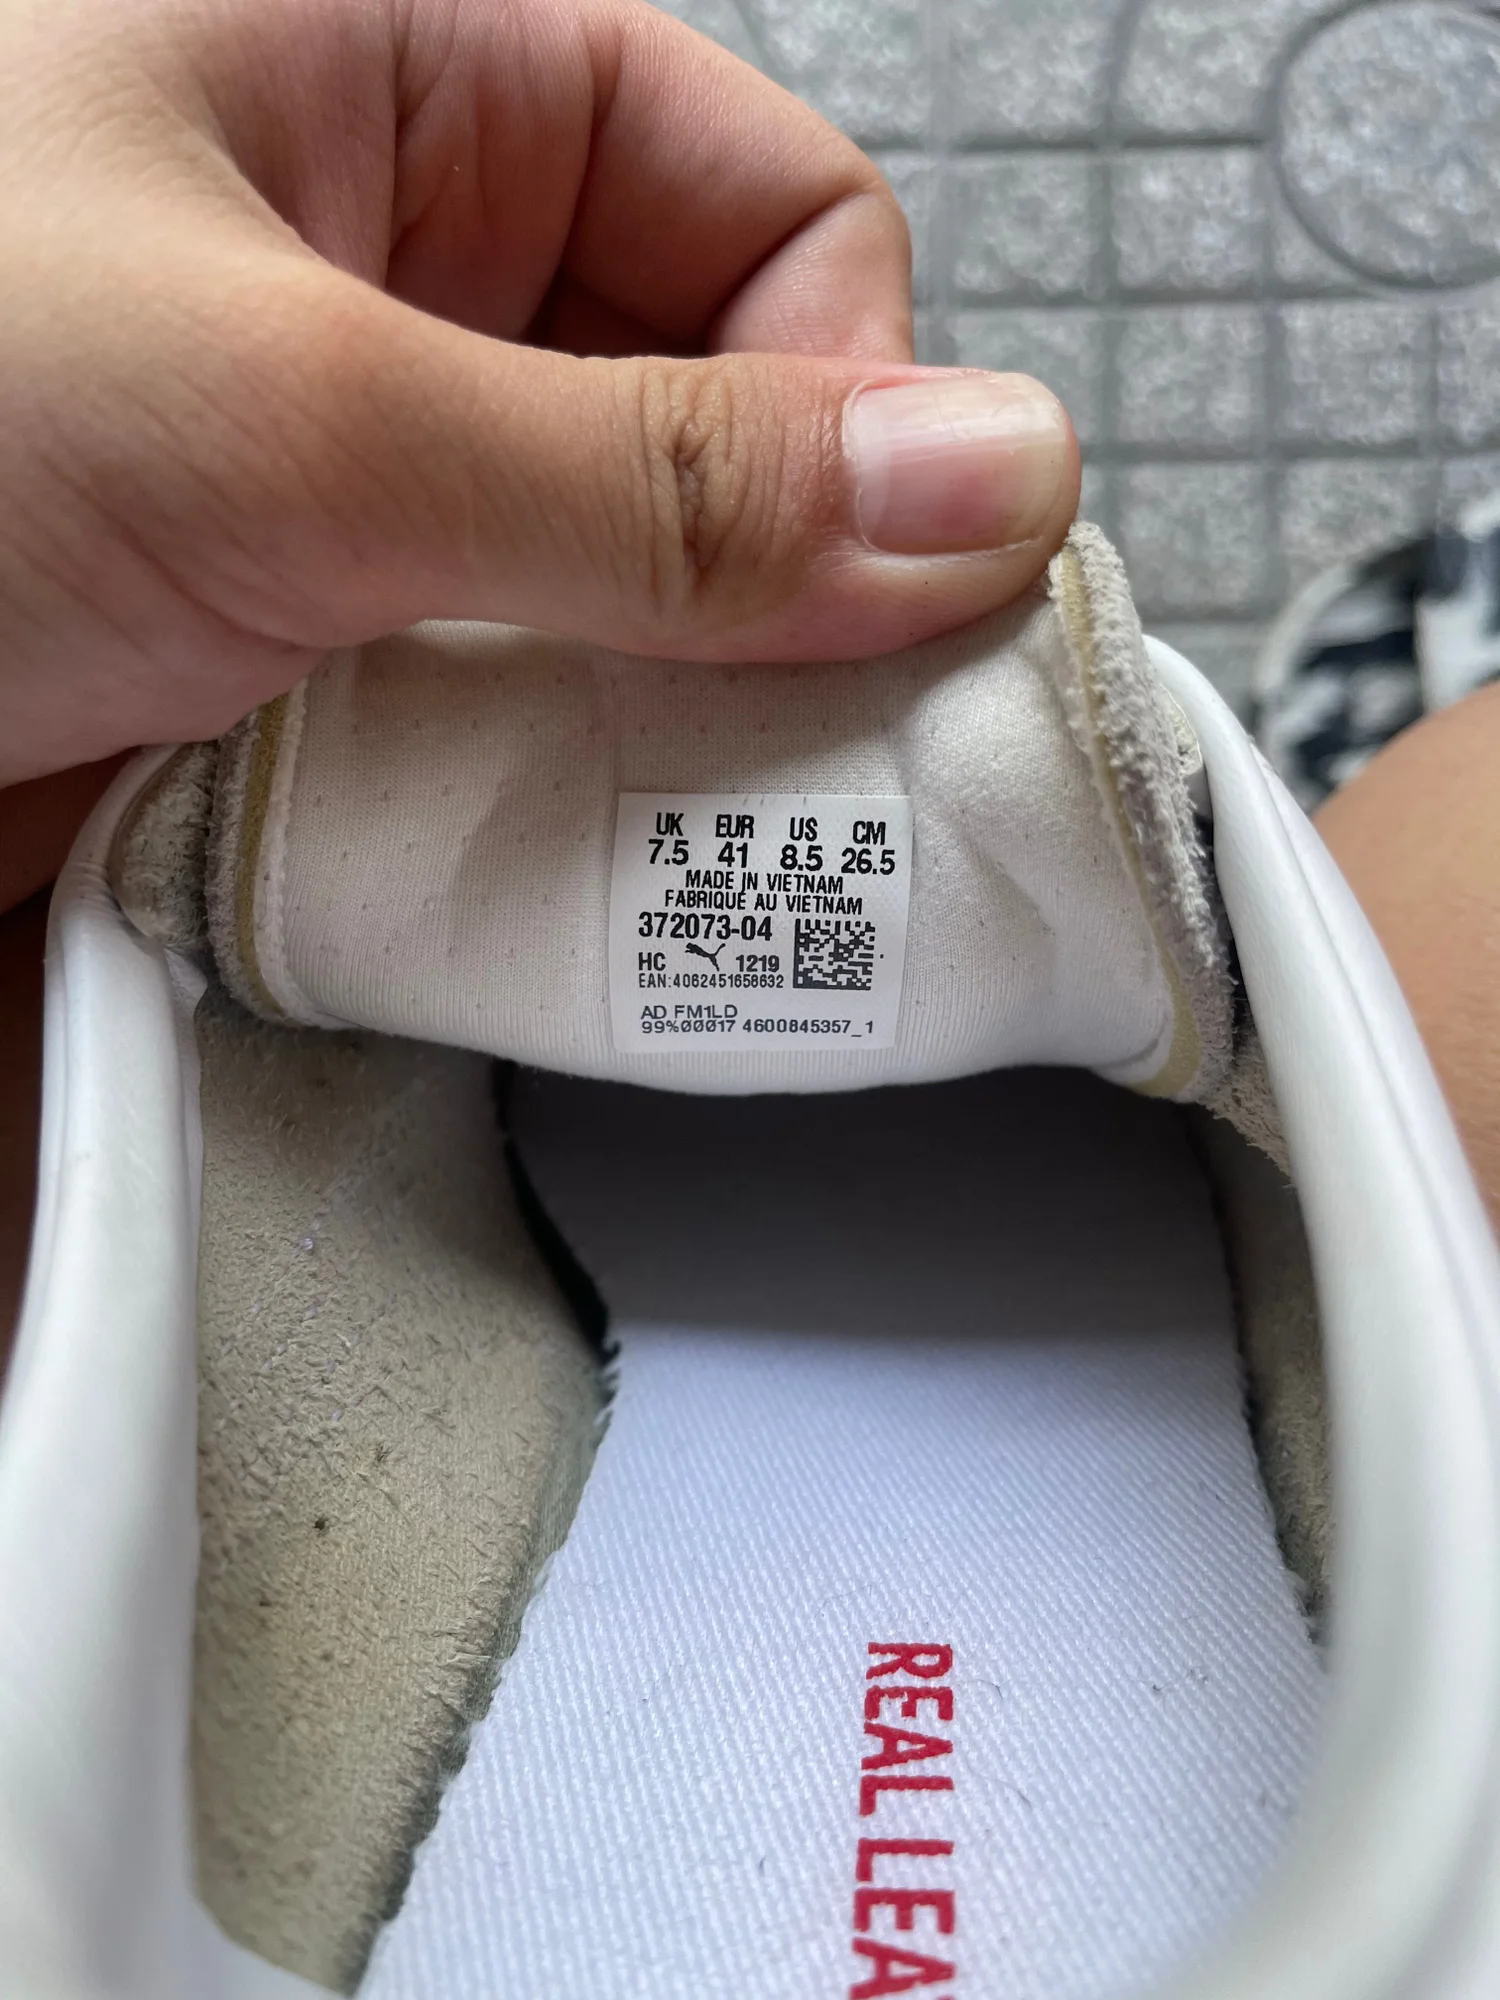 UK EUR US CM
7.5 41 8.5 26.5
MADE IN VIETNAM
FABRIQUÉ AU VIETNAM
372073-04
HC 1219
EAN:4062451658632
AD FM1LD
99%00017 4600845357_1
REAL LEA